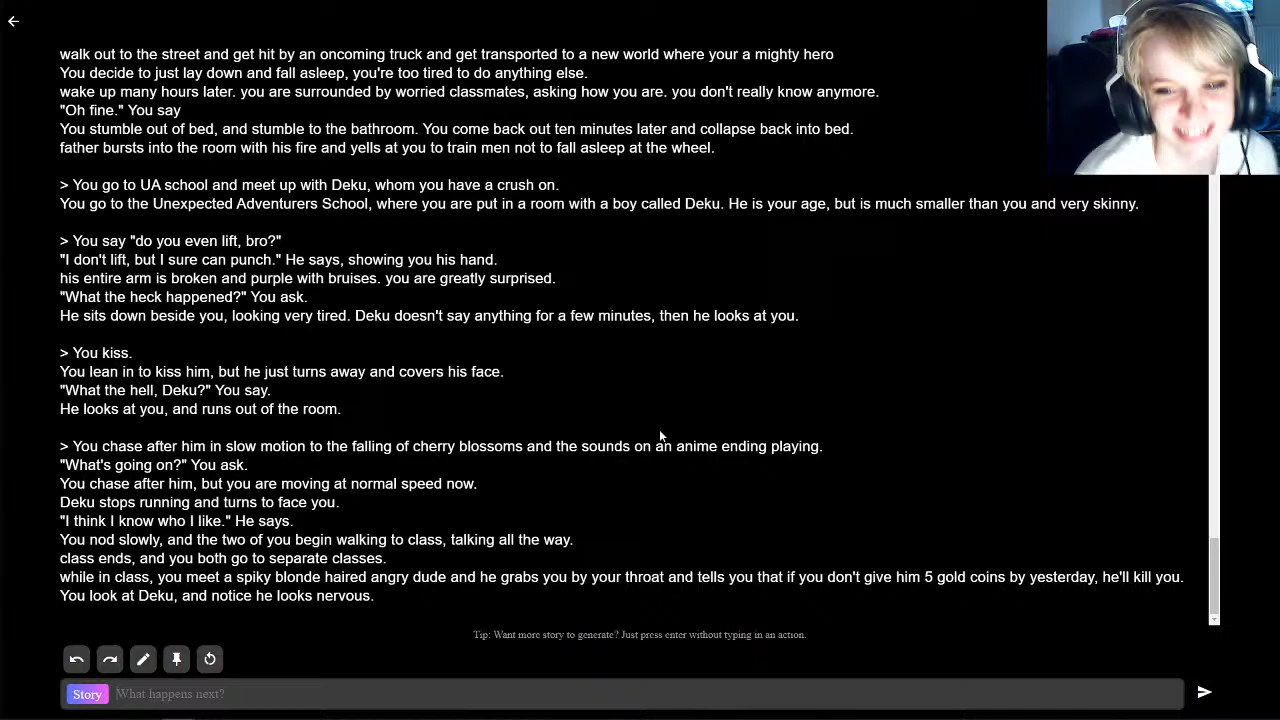 walk out to the street and get hit by an oncoming truck and get transported to a new world where your a mighty hero
You decide to just lay down and fall asleep, you're too tired to do anything else.
wake up many hours later. you are surrounded by worried classmates, asking how you are. you don't really know anymore.
"Oh fine." You say
You stumble out of bed, and stumble to the bathroom. You come back out ten minutes later and collapse back into bed.
father bursts into the room with his fire and yells at you to train men not to fall asleep at the wheel.
> You go to UA school and meet up with Deku, whom you have a crush on.
You go to the Unexpected Adventurers School, where you are put in a room with a boy called Deku. He is your age, but is much smaller than you and very skinny.
> You say "do you even lift, bro?"
"I don't lift, but I sure can punch." He says, showing you his hand.
his entire arm is broken and purple with bruises. you are greatly surprised.
"What the heck happened?" You ask.
He sits down beside you, looking very tired. Deku doesn't say anything for a few minutes, then he looks at you.
> You kiss.
You lean in to kiss him, but he just turns away and covers his face.
"What the hell, Deku?" You say.
He looks at you, and runs out of the room.
> You chase after him in slow motion to the falling of cherry blossoms and the sounds on an anime ending playing.
"What's going on?" You ask.
You chase after him, but you are moving at normal speed now.
Deku stops running and turns to face you.
"I think I know who I like." He says.
You nod slowly, and the two of you begin walking to class, talking all the way.
class ends, and you both go to separate classes.
while in class, you meet a spiky blonde haired angry dude and he grabs you by your throat and tells you that if you don't give him 5 gold coins by yesterday, he'll kill you.
You look at Deku, and notice he looks nervous.
Tip: Want more story to generate? Just press enter without typing in an action.
Story What happens next?